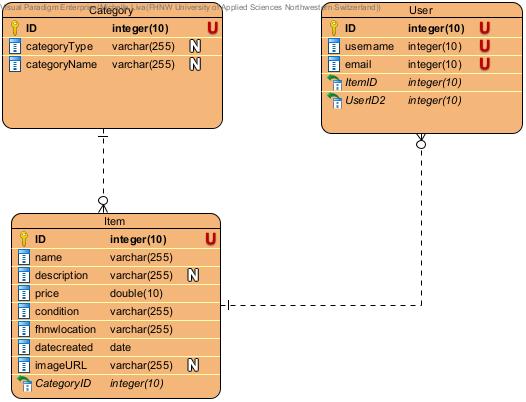 Visual Paradigm Enterprise(Michele Liva(FHNW University of Applied Sciences Northwestern Switzerland))
Category
ID integer(10) U
categoryType varchar(255) N
categoryName varchar(255) N
User
ID integer(10) U
username integer(10) U
email integer(10) U
ItemID integer(10)
UserID2 integer(10)
Item
ID integer(10) U
name varchar(255)
description varchar(255) N
price double(10)
condition varchar(255)
fhnwlocation varchar(255)
datecreated date
imageURL varchar(255) N
CategoryID integer(10)